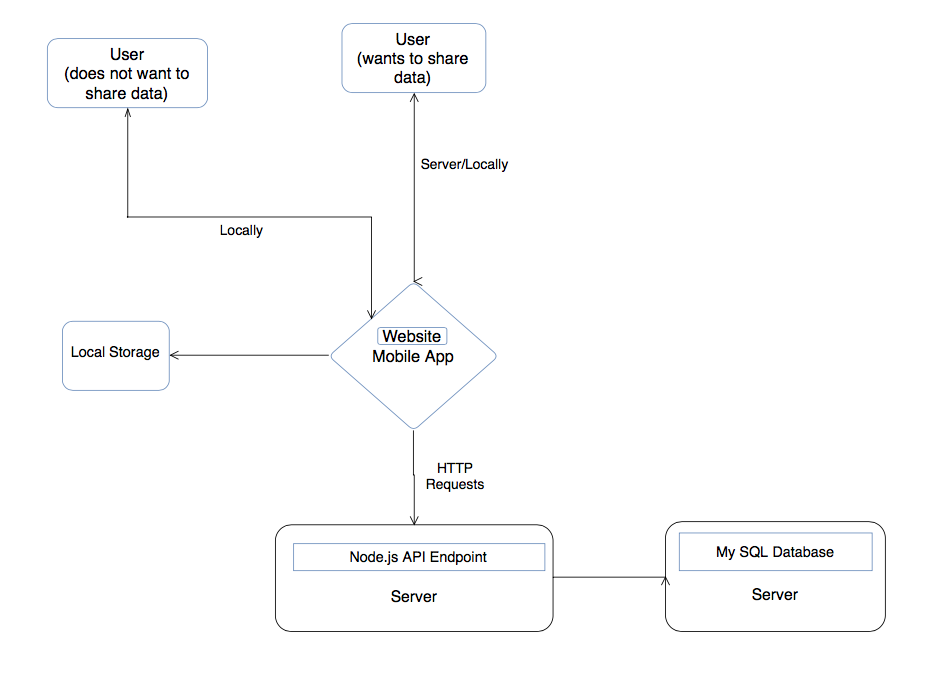 User
(does not want to
share data)
User
(wants to share
data)
Server/Locally
Locally
Website
Mobile App
Local Storage
HTTP
Requests
Node.js API Endpoint
Server
My SQL Database
Server